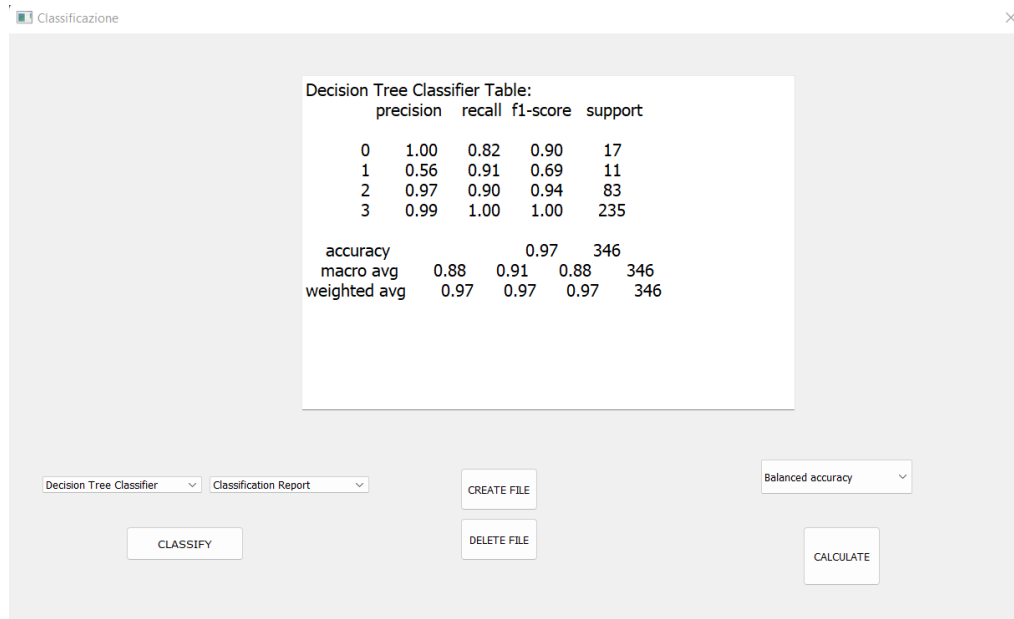 Classificazione
Decision Tree Classifier Table:
precision recall f1-score support
0 1.00 0.82 0.90 17
1 0.56 0.91 0.69 11
2 0.97 0.90 0.94 83
3 0.99 1.00 1.00 235
accuracy 0.97 346
macro avg 0.88 0.91 0.88 346
weighted avg 0.97 0.97 0.97 346
Decision Tree Classifier
Classification Report
CREATE FILE
Balanced accuracy
CLASSIFY
DELETE FILE
CALCULATE